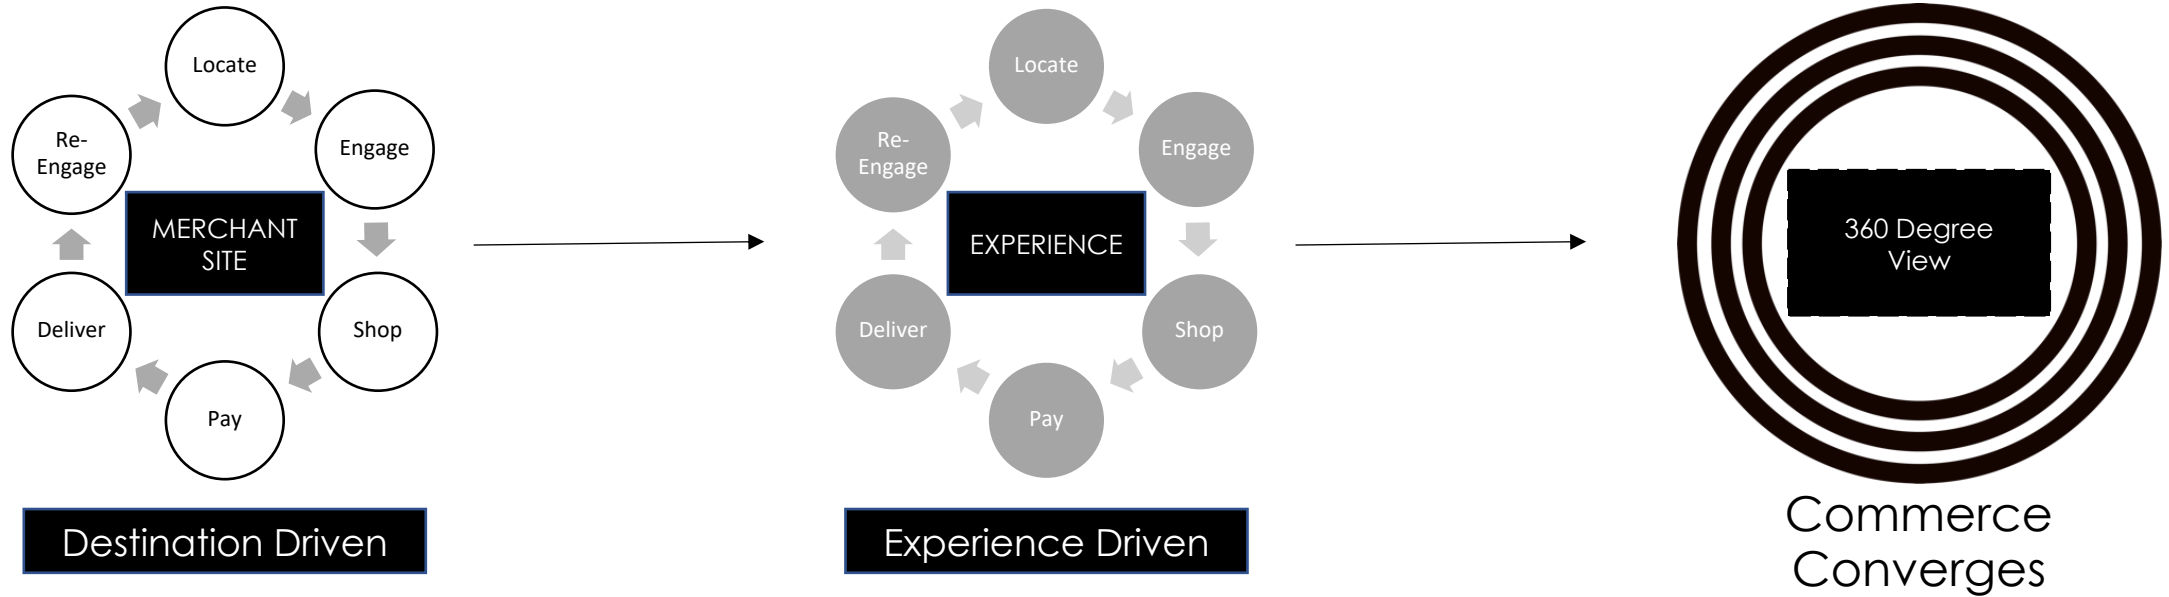 Locate
Engage
Shop
Pay
Deliver
Re-
Engage
MERCHANT
SITE
Destination Driven
Locate
Engage
Shop
Pay
Deliver
Re-
Engage
EXPERIENCE
Experience Driven
360 Degree
View
Commerce
Converges